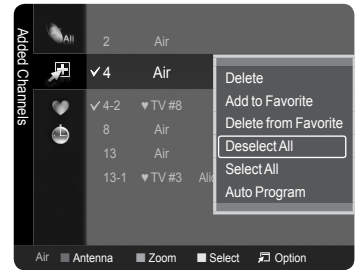 Added Channels
All
2 Air
✓ 4 Air
✓ 4-2 ♥ TV #8
8 Air
13 Air
13-1 ♥ TV #3 Alic
Delete
Add to Favorite
Delete from Favorite
Deselect All
Select All
Auto Program
Air Antenna Zoom Select Option